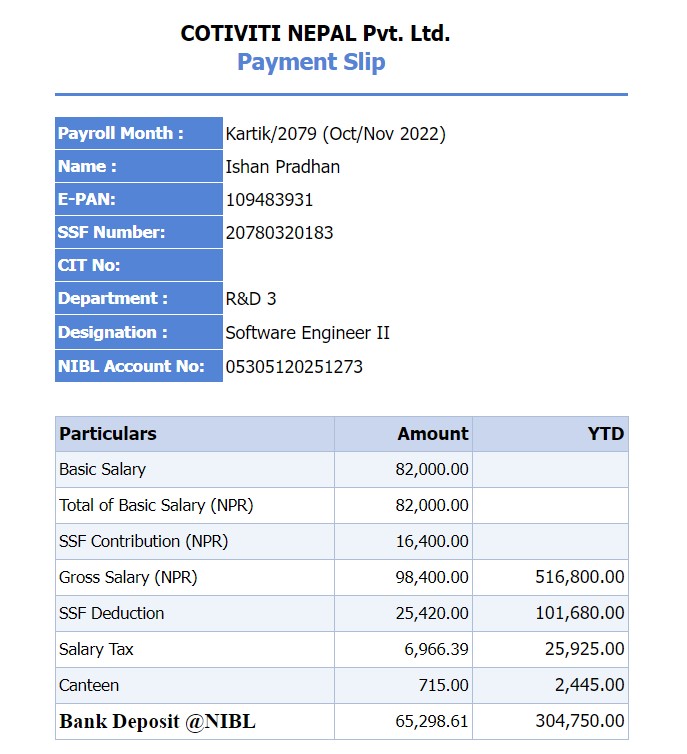 COTIVITI NEPAL Pvt. Ltd.
Payment Slip
Payroll Month : Kartik/2079 (Oct/Nov 2022)
Name : Ishan Pradhan
E-PAN: 109483931
SSF Number: 20780320183
CIT No:
Department : R&D 3
Designation : Software Engineer II
NIBL Account No: 05305120251273
Particulars Amount YTD
Basic Salary 82,000.00
Total of Basic Salary (NPR) 82,000.00
SSF Contribution (NPR) 16,400.00
Gross Salary (NPR) 98,400.00 516,800.00
SSF Deduction 25,420.00 101,680.00
Salary Tax 6,966.39 25,925.00
Canteen 715.00 2,445.00
Bank Deposit @NIBL 65,298.61 304,750.00